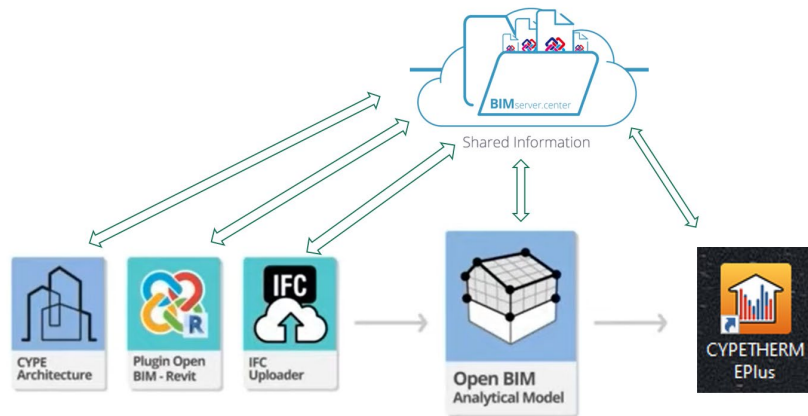 BIMserver.center
Shared Information
CYPE
Architecture
Plugin Open
BIM - Revit
R
IFC
IFC
Uploader
Open BIM
Analytical Model
CYPETHERM
EPlus